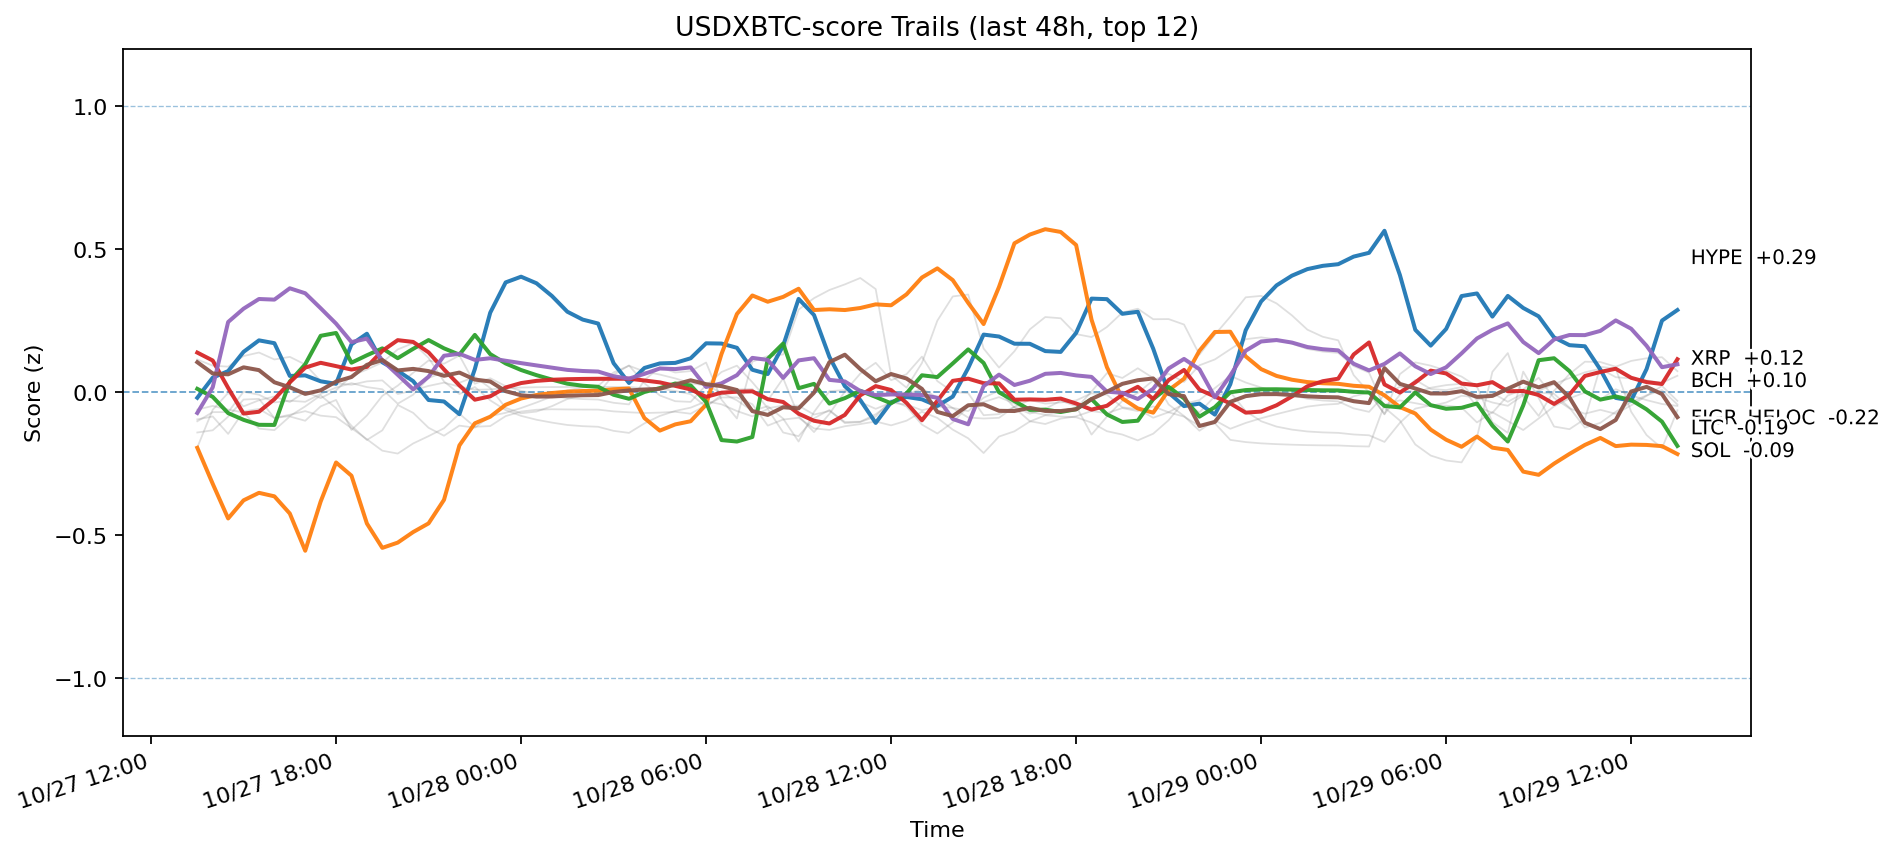 USDXBTC-score Trails (last 48h, top 12)
Score (z)
1.0
0.5
0.0
−0.5
−1.0
HYPE +0.29
XRP +0.12
BCH +0.10
HELOC -0.22
LTC -0.19
SOL -0.09
10/27 12:00
10/27 18:00
10/28 00:00
10/28 06:00
10/28 12:00
10/28 18:00
10/29 00:00
10/29 06:00
10/29 12:00
Time